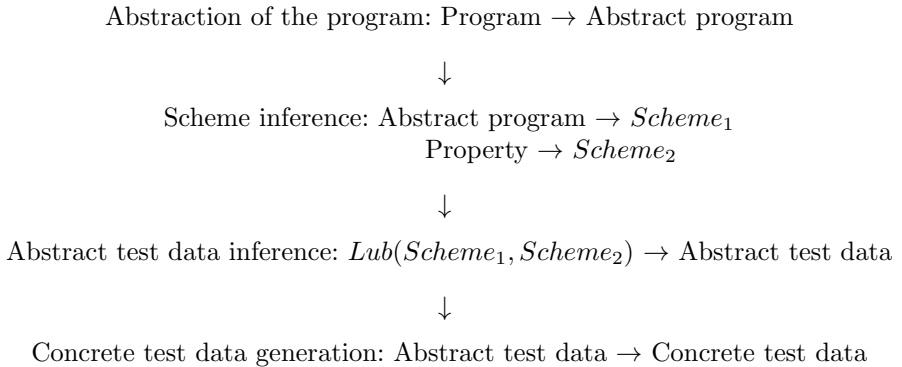 Abstraction of the program: Program → Abstract program
↓
Scheme inference: Abstract program → Scheme₁
Property → Scheme₂
↓
Abstract test data inference: Lub(Scheme₁, Scheme₂) → Abstract test data
↓
Concrete test data generation: Abstract test data → Concrete test data